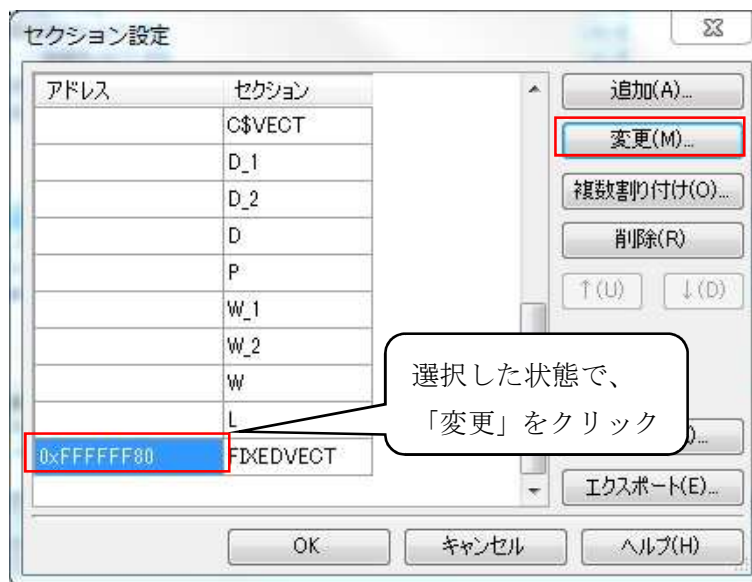 セクション設定
アドレス セクション 追加(A)...
C$VECT 変更(M)...
D_1
D_2 複数割り付け(O)...
D 削除(R)
P
W_1 ↑(U) ↓(D)
W_2
W
L
0xFFFFFF80 FIXEDVECT
選択した状態で、
「変更」をクリック
)...
エクスポート(E)...
OK キャンセル ヘルプ(H)